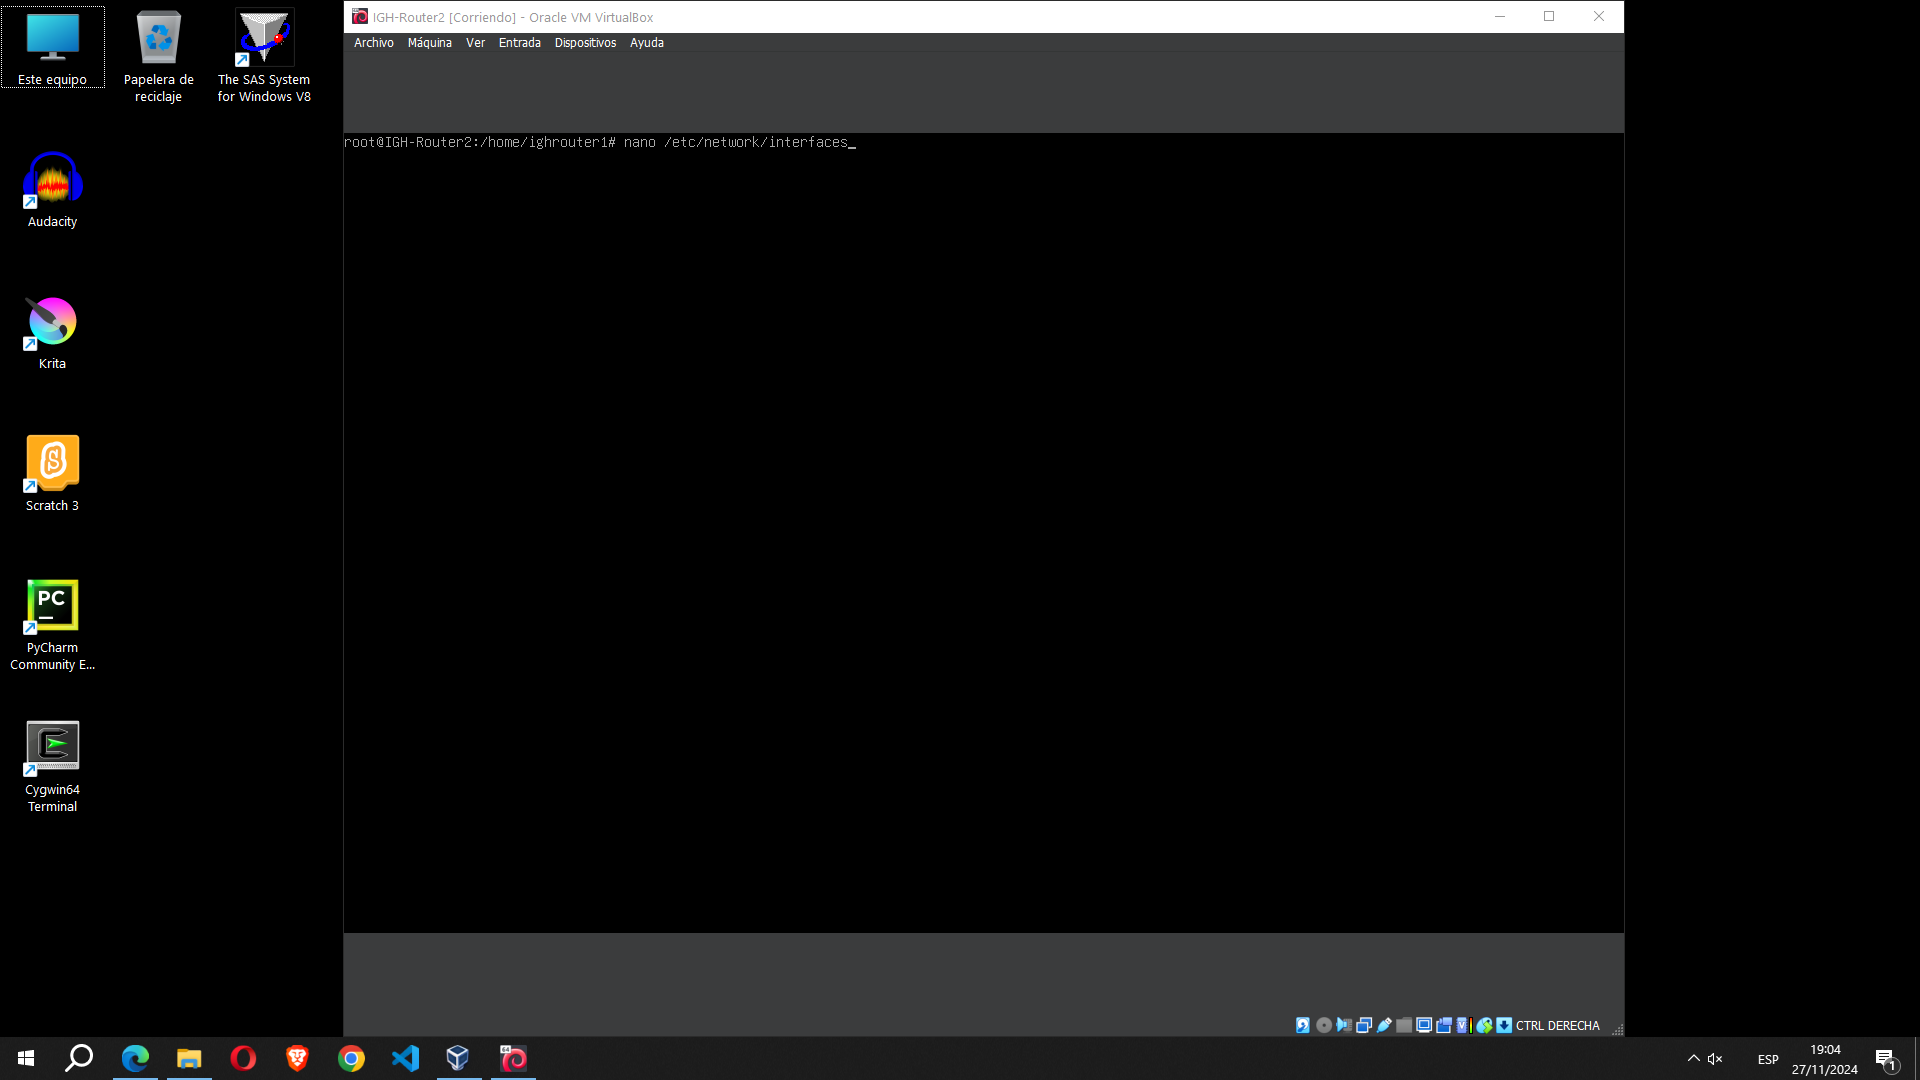 IGH-Router2 [Corriendo] - Oracle VM VirtualBox
Archivo Máquina Ver Entrada Dispositivos Ayuda
root@IGH-Router2:/home/ighrouter1# nano /etc/network/interfaces_
Este equipo
Papelera de
reciclaje
The SAS System
for Windows V8
Audacity
Krita
Scratch 3
PC
PyCharm
Community E...
Cygwin64
Terminal
CTRL DERECHA
ESP
19:04
27/11/2024
1